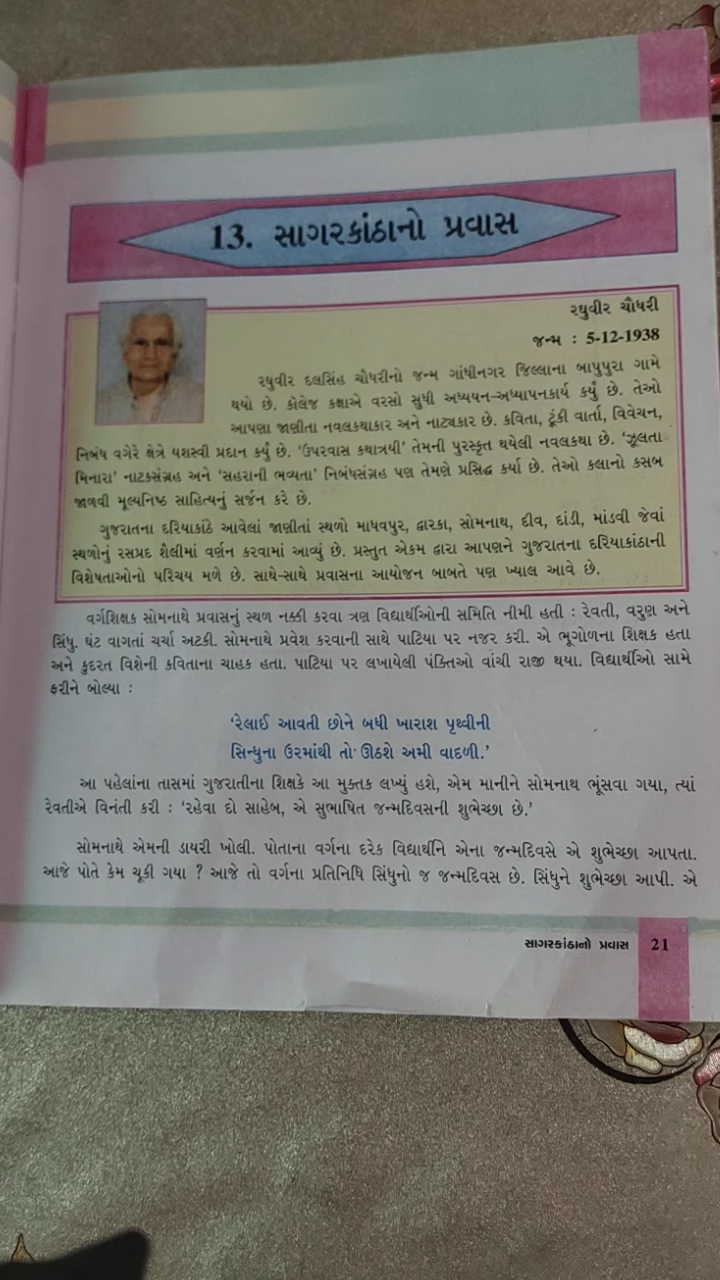 13. સાગરકાંઠાનો પ્રવાસ
રઘુવીર ચૌધરી
જન્મ : 5-12-1938
રઘુવીર દલસિંહ ચૌધરીનો જન્મ ગાંધીનગર જિલ્લાના બાપુપુરા ગામે
થયો છે. કૉલેજ કક્ષાએ વરસો સુધી અધ્યયન-અધ્યાપનકાર્ય કર્યું છે. તેઓ
આપણા જાણીતા નવલકથાકાર અને નાટ્યકાર છે. કવિતા, ટૂંકી વાર્તા, વિવેચન,
નિબંધ વગેરે ક્ષેત્રે યશસ્વી પ્રદાન કર્યું છે. ‘ઉપરવાસ કથાત્રયી’ તેમની પુરસ્કૃત થયેલી નવલકથા છે. ‘ઝૂલતા
મિનારા’ નાટકસંગ્રહ અને ‘સહરાની ભવ્યતા’ નિબંધસંગ્રહ પણ તેમણે પ્રસિદ્ધ કર્યા છે. તેઓ કલાનો કસબ
જાળવી મૂલ્યનિષ્ઠ સાહિત્યનું સર્જન કરે છે.
ગુજરાતના દરિયાકાંઠે આવેલાં જાણીતાં સ્થળો માધવપુર, દ્વારકા, સોમનાથ, દીવ, દાંડી, માંડવી જેવાં
સ્થળોનું રસપ્રદ શૈલીમાં વર્ણન કરવામાં આવ્યું છે. પ્રસ્તુત એકમ દ્વારા આપણને ગુજરાતના દરિયાકાંઠાની
વિશેષતાઓનો પરિચય મળે છે. સાથે-સાથે પ્રવાસના આયોજન બાબતે પણ ખ્યાલ આવે છે.
વર્ગશિક્ષક સોમનાથે પ્રવાસનું સ્થળ નક્કી કરવા ત્રણ વિદ્યાર્થીઓની સમિતિ નીમી હતી : રેવતી, વરુણ અને
સિંધુ. ઘંટ વાગતાં ચર્ચા અટકી. સોમનાથે પ્રવેશ કરવાની સાથે પાટિયા પર નજર કરી. એ ભૂગોળના શિક્ષક હતા
અને કુદરત વિશેની કવિતાના ચાહક હતા. પાટિયા પર લખાયેલી પંક્તિઓ વાંચી રાજી થયા. વિદ્યાર્થીઓ સામે
ફરીને બોલ્યા :
‘રેલાઈ આવતી છોને બધી ખારાશ પૃથ્વીની
સિન્ધુના ઉરમાંથી તો ઊઠશે અમી વાદળી.’
આ પહેલાંના તાસમાં ગુજરાતીના શિક્ષકે આ મુક્તક લખ્યું હશે, એમ માનીને સોમનાથ ભૂંસવા ગયા, ત્યાં
રેવતીએ વિનંતી કરી : ‘રહેવા દો સાહેબ, એ સુભાષિત જન્મદિવસની શુભેચ્છા છે.’
સોમનાથે એમની ડાયરી ખોલી. પોતાના વર્ગના દરેક વિદ્યાર્થીને એના જન્મદિવસે એ શુભેચ્છા આપતા.
આજે પોતે કેમ ચૂકી ગયા ? આજે તો વર્ગના પ્રતિનિધિ સિંધુનો જ જન્મદિવસ છે. સિંધુને શુભેચ્છા આપી. એ
સાગરકાંઠાનો પ્રવાસ 21